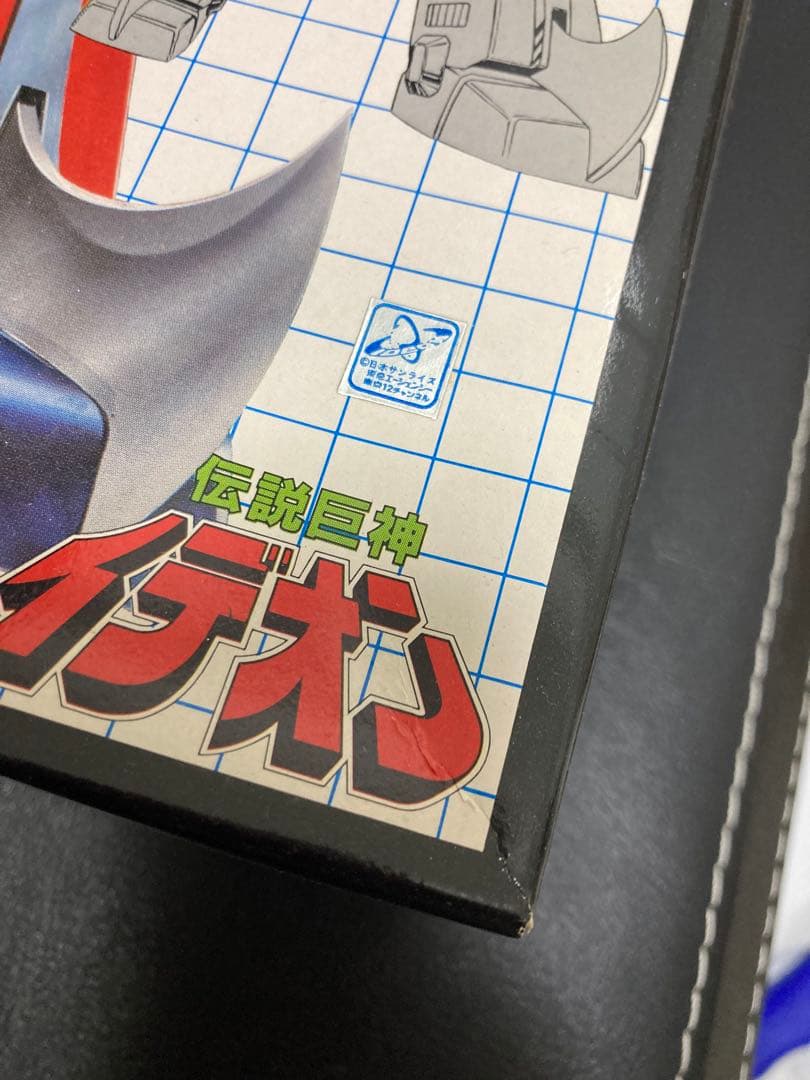 ©日本サンライズ
東急エージェンシー
東京12チャンネル
伝説巨神
イデオン